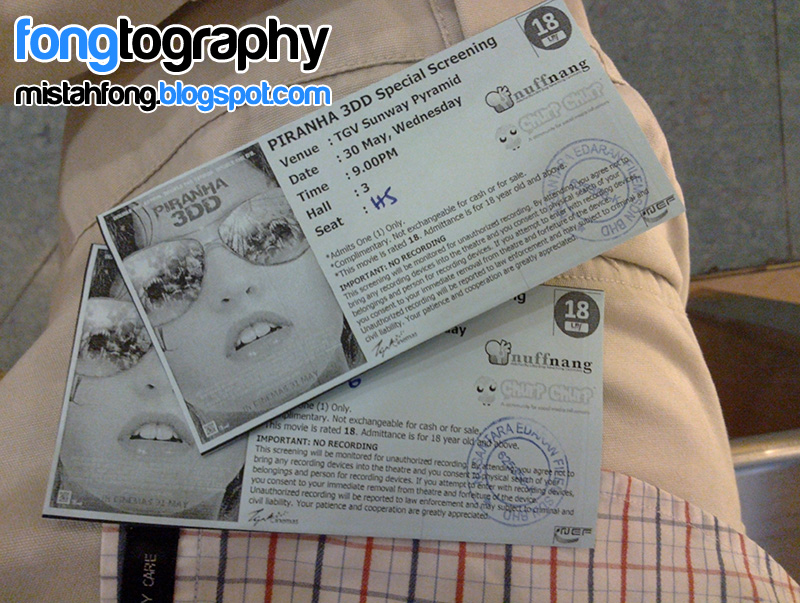 fongtography
mistahfong.blogspot.com
PIRANHA 3DD Special Screening
Venue : TGV Sunway Pyramid
Date : 30 May, Wednesday
Time : 9.00PM
Hall : 3
Seat : H5
*Admits One (1) Only.
*Complimentary. Not exchangeable for cash or for sale.
*This movie is rated 18. Admittance is for 18 year old and above.
IMPORTANT: NO RECORDING
This screening will be monitored for unauthorized recording. By attending, you agree not to
bring any recording devices into the theatre and you consent to physical search of your
belongings and person for recording devices. If you attempt to enter with recording devices,
you consent to your immediate removal from theatre and forfeiture of the device.
Unauthorized recording will be reported to law enforcement and may subject to criminal and
civil liability. Your patience and cooperation are greatly appreciated.
18
nuffnang
Churp Churp
NEF
PIRANHA
3DD
18
nuffnang
Churp Churp
One (1) Only.
Not exchangeable for cash or for sale.
This movie is rated 18. Admittance is for 18 year old and above.
IMPORTANT: NO RECORDING
This screening will be monitored for unauthorized recording. By attending, you agree not to
bring any recording devices into the theatre and you consent to physical search of your
belongings and person for recording devices. If you attempt to enter with recording devices,
you consent to your immediate removal from theatre and forfeiture of the device.
Unauthorized recording will be reported to law enforcement and may subject to criminal and
civil liability. Your patience and cooperation are greatly appreciated.
NEF
Y CARE